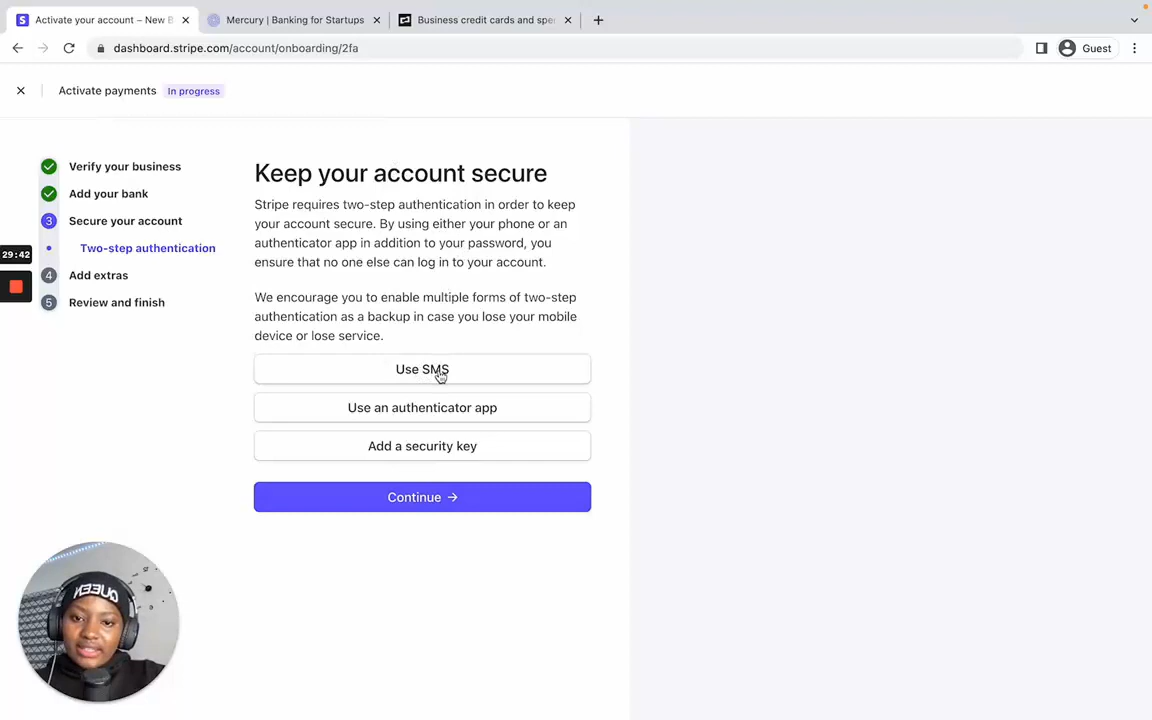 Activate your account – New B
Mercury | Banking for Startups
Business credit cards and spe
dashboard.stripe.com/account/onboarding/2fa
Guest
Activate payments
In progress
Verify your business
Add your bank
3 Secure your account
Two-step authentication
4 Add extras
5 Review and finish
29:42
Keep your account secure
Stripe requires two-step authentication in order to keep
your account secure. By using either your phone or an
authenticator app in addition to your password, you
ensure that no one else can log in to your account.
We encourage you to enable multiple forms of two-step
authentication as a backup in case you lose your mobile
device or lose service.
Use SMS
Use an authenticator app
Add a security key
Continue →
QUEEN